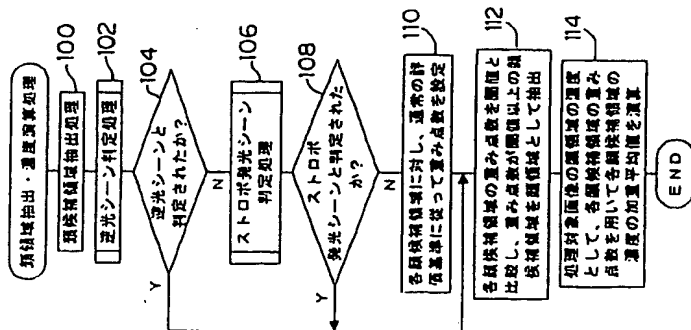 顔領域抽出・濃度演算処理
100
顔候補領域抽出処理
102
逆光シーン判定処理
104
逆光シーンと
判定されたか?
Y
N
106
ストロボ発光シーン
判定処理
108
ストロボ
発光シーンと判定された
か?
Y
N
110
各顔候補領域に対し、通常の評
価基準に従って重み点数を設定
112
各顔候補領域の重み点数を閾値と
比較し、重み点数が閾値以上の顔
候補領域を顔領域として抽出
114
処理対象画像の顔領域の濃度
として、各顔候補領域の重み
点数を用いて各顔候補領域の
濃度の加重平均値を演算
END